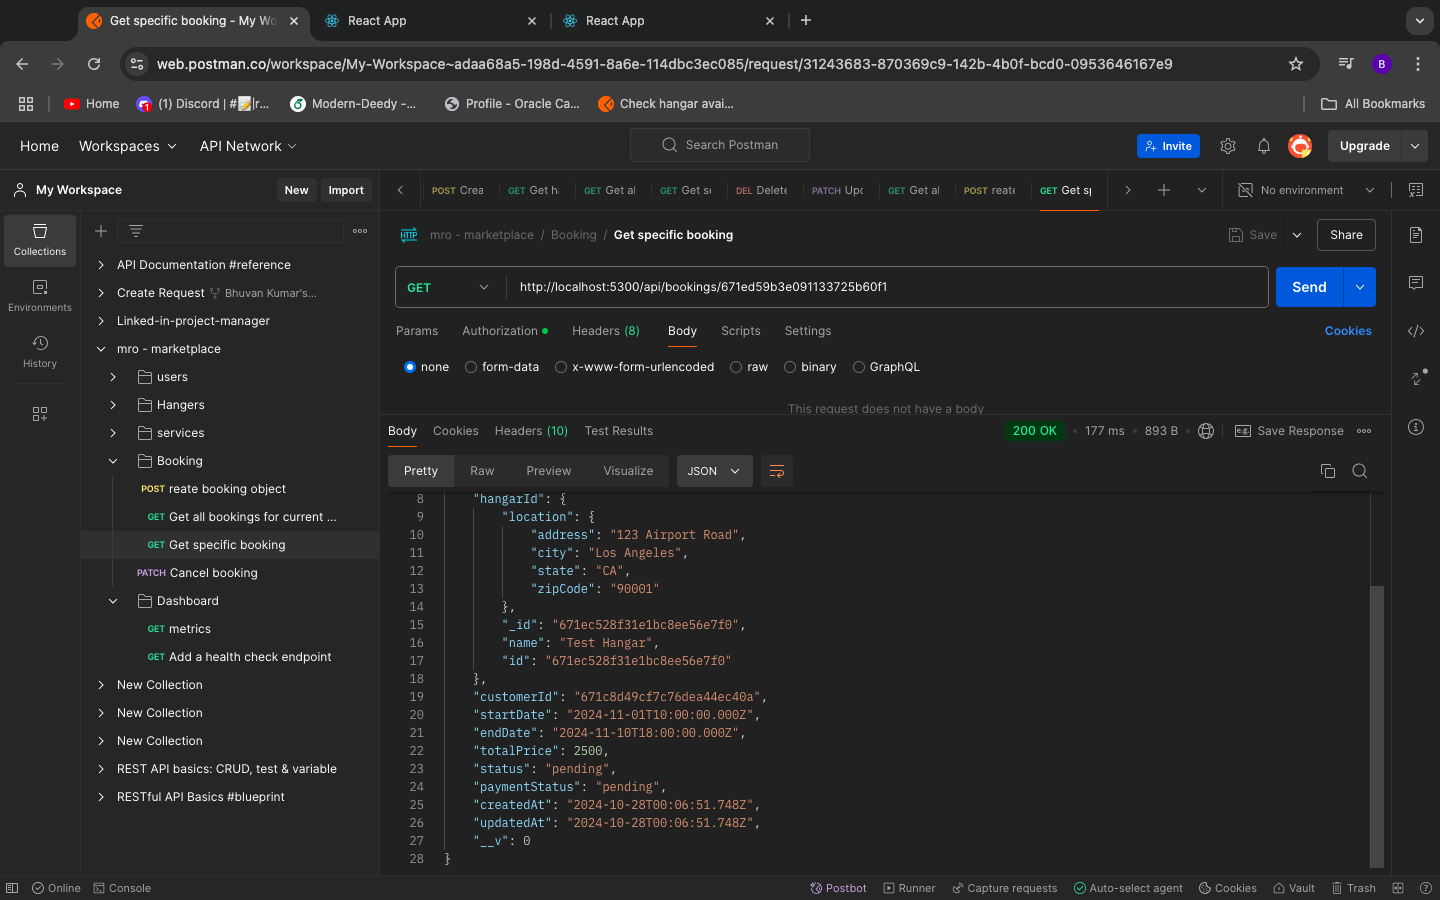 Get specific booking - My Wo
React App
React App
web.postman.co/workspace/My-Workspace~adaa68a5-198d-4591-8a6e-114dbc3ec085/request/31243683-870369c9-142b-4b0f-bcd0-0953646167e9
B
Home
(1) Discord | #📝|r...
Modern-Deedy -...
Profile - Oracle Ca...
Check hangar avai...
All Bookmarks
Home
Workspaces
API Network
Search Postman
Invite
Upgrade
My Workspace
New
Import
POST Crea
GET Get h
GET Get al
GET Get s
DEL Delete
PATCH Upd
GET Get al
POST reate
GET Get sp
No environment
Collections
Environments
History
API Documentation #reference
Create Request Bhuvan Kumar's...
Linked-in-project-manager
mro - marketplace
users
Hangers
services
Booking
POST reate booking object
GET Get all bookings for current ...
GET Get specific booking
PATCH Cancel booking
Dashboard
GET metrics
GET Add a health check endpoint
New Collection
New Collection
New Collection
REST API basics: CRUD, test & variable
RESTful API Basics #blueprint
HTTP mro - marketplace / Booking / Get specific booking
Save
Share
GET
http://localhost:5300/api/bookings/671ed59b3e091133725b60f1
Send
Params
Authorization
Headers (8)
Body
Scripts
Settings
Cookies
none
form-data
x-www-form-urlencoded
raw
binary
GraphQL
This request does not have a body
Body
Cookies
Headers (10)
Test Results
200 OK • 177 ms • 893 B
e.g. Save Response
Pretty
Raw
Preview
Visualize
JSON
8 "hangarId": {
9 "location": {
10 "address": "123 Airport Road",
11 "city": "Los Angeles",
12 "state": "CA",
13 "zipCode": "90001"
14 },
15 "_id": "671ec528f31e1bc8ee56e7f0",
16 "name": "Test Hangar",
17 "id": "671ec528f31e1bc8ee56e7f0"
18 },
19 "customerId": "671c8d49cf7c76dea44ec40a",
20 "startDate": "2024-11-01T10:00:00.000Z",
21 "endDate": "2024-11-10T18:00:00.000Z",
22 "totalPrice": 2500,
23 "status": "pending",
24 "paymentStatus": "pending",
25 "createdAt": "2024-10-28T00:06:51.748Z",
26 "updatedAt": "2024-10-28T00:06:51.748Z",
27 "__v": 0
28 }
Online
Console
Postbot
Runner
Capture requests
Auto-select agent
Cookies
Vault
Trash